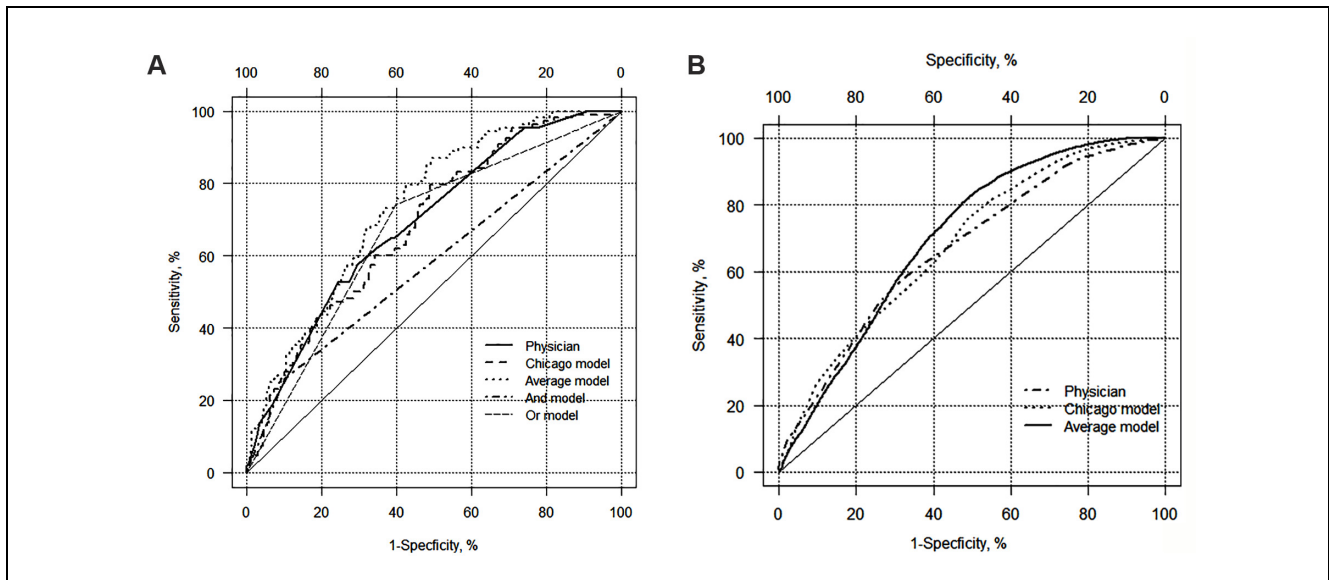 A
100 80 60 40 20 0
100
80
60
40
20
0
Sensitivity, %
Physician
Chicago model
Average model
And model
Or model
0 20 40 60 80 100
1-Specficity, %
B
Specificity, %
100 80 60 40 20 0
100
80
60
40
20
0
Sensitivity, %
Physician
Chicago model
Average model
0 20 40 60 80 100
1-Specficity, %